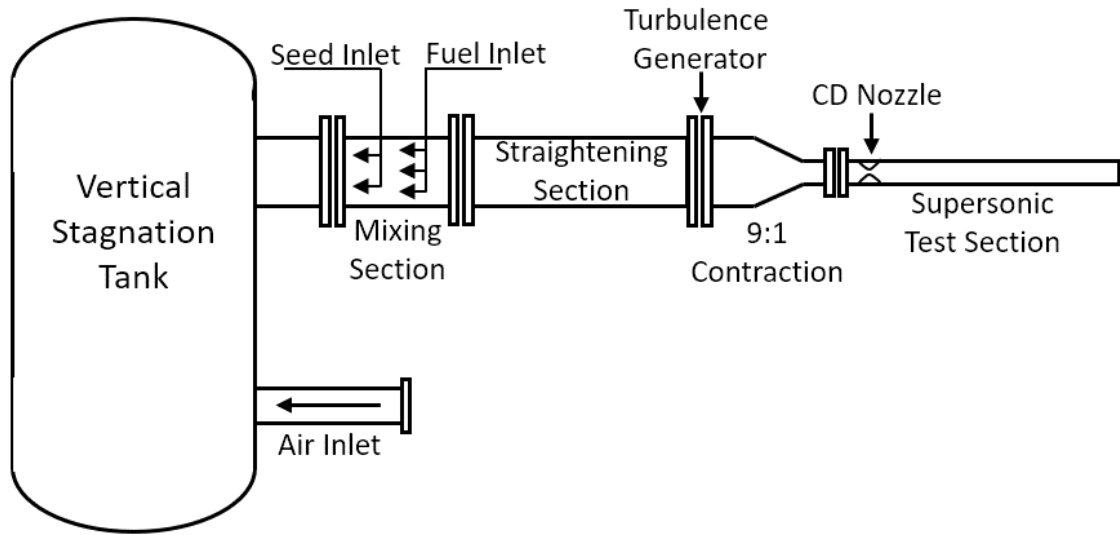 Vertical
Stagnation
Tank
Seed Inlet
Fuel Inlet
Mixing
Section
Straightening
Section
Turbulence
Generator
9:1
Contraction
CD Nozzle
Supersonic
Test Section
Air Inlet